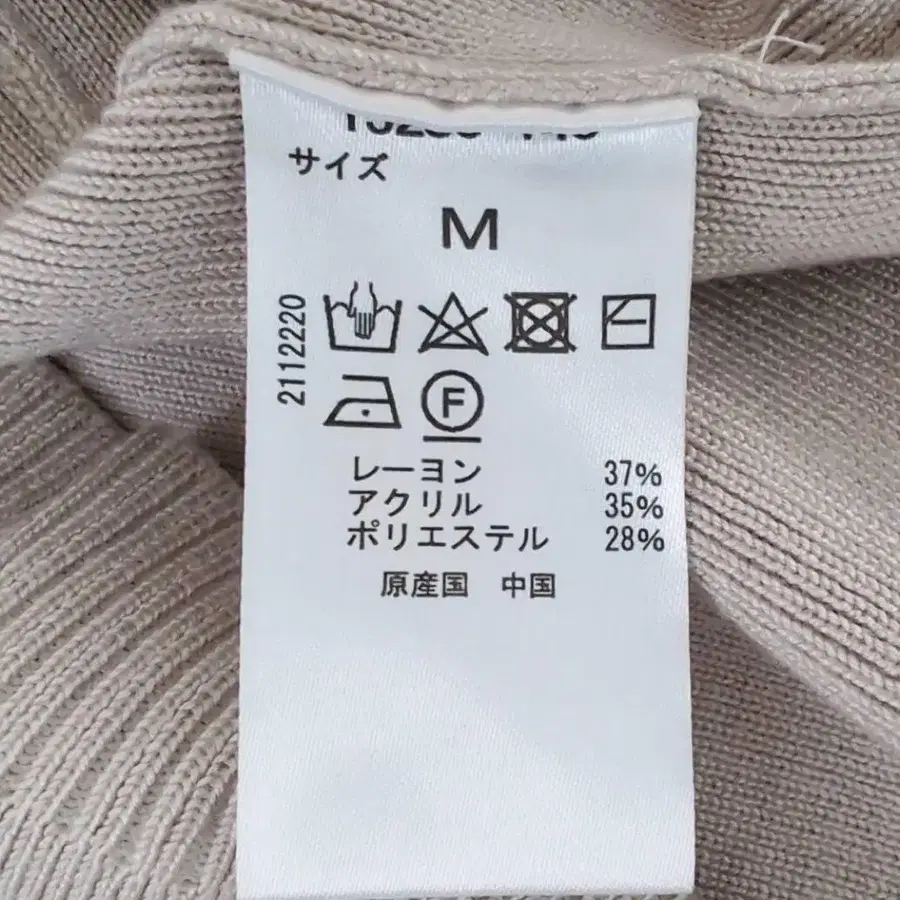 サイズ
M
2112220
F
レーヨン 37%
アクリル 35%
ポリエステル 28%
原産国 中国